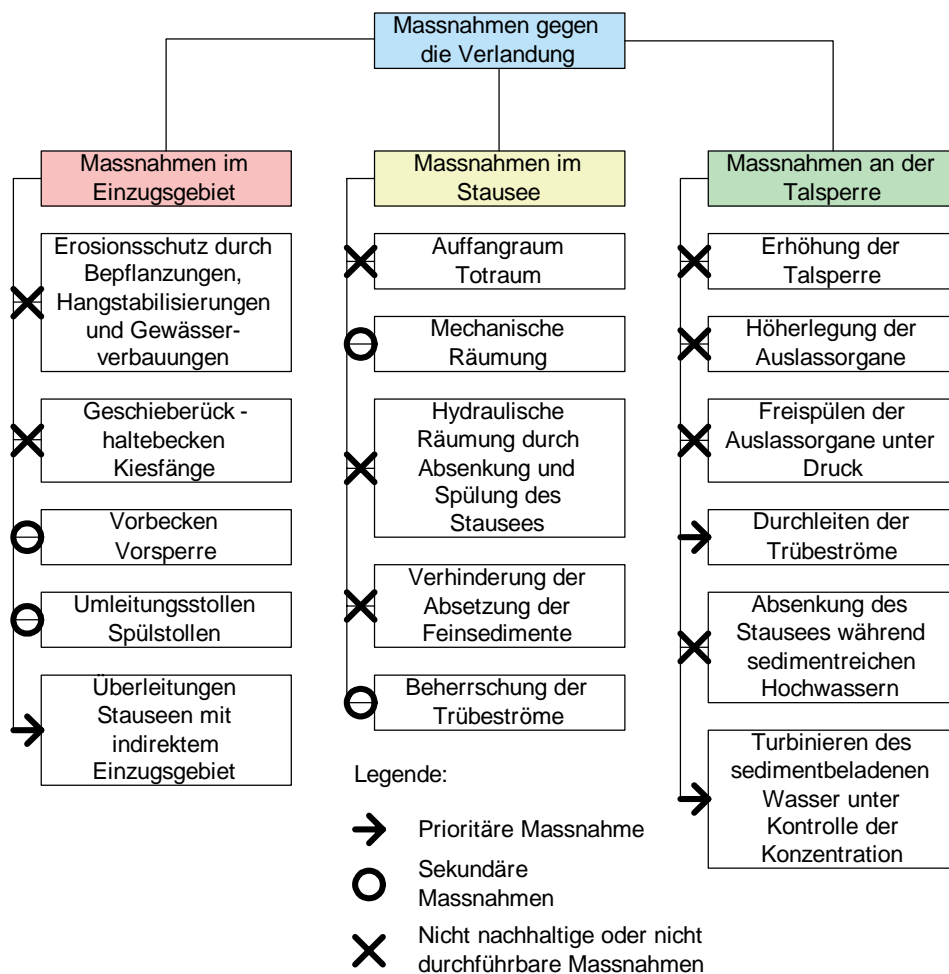 Massnahmen gegen
die Verlandung
Massnahmen im
Einzugsgebiet
Erosionsschutz durch
Bepflanzungen,
Hangstabilisierungen
und Gewässer-
verbauungen
Geschieberück -
haltebecken
Kiesfänge
Vorbecken
Vorsperre
Umleitungsstollen
Spülstollen
Überleitungen
Stauseen mit
indirektem
Einzugsgebiet
Massnahmen im
Stausee
Auffangraum
Totraum
Mechanische
Räumung
Hydraulische
Räumung durch
Absenkung und
Spülung des
Stausees
Verhinderung der
Absetzung der
Feinsedimente
Beherrschung der
Trübeströme
Massnahmen an der
Talsperre
Erhöhung der
Talsperre
Höherlegung der
Auslassorgane
Freispülen der
Auslassorgane unter
Druck
Durchleiten der
Trübeströme
Absenkung des
Stausees während
sedimentreichen
Hochwassern
Turbinieren des
sedimentbeladenen
Wasser unter
Kontrolle der
Konzentration
Legende:
Prioritäre Massnahme
Sekundäre
Massnahmen
Nicht nachhaltige oder nicht
durchführbare Massnahmen